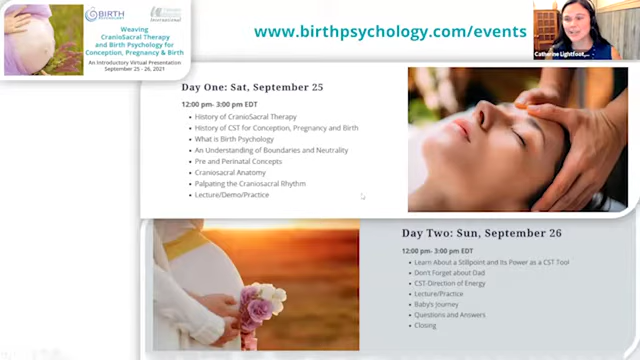 BIRTH
PSYCHOLOGY
International
Weaving
CranioSacral Therapy
and Birth Psychology for
Conception, Pregnancy & Birth
An Introductory Virtual Presentation
September 25 - 26, 2021
www.birthpsychology.com/events
Catherine Lightfoot,...
Day One: Sat, September 25
12:00 pm- 3:00 pm EDT
• History of CranioSacral Therapy
• History of CST for Conception, Pregnancy and Birth
• What is Birth Psychology
• An Understanding of Boundaries and Neutrality
• Pre and Perinatal Concepts
• Craniosacral Anatomy
• Palpating the Craniosacral Rhythm
• Lecture/Demo/Practice
Day Two: Sun, September 26
12:00 pm- 3:00 pm EDT
• Learn About a Stillpoint and Its Power as a CST Tool
• Don't Forget about Dad
• CST-Direction of Energy
• Lecture/Practice
• Baby's Journey
• Questions and Answers
• Closing